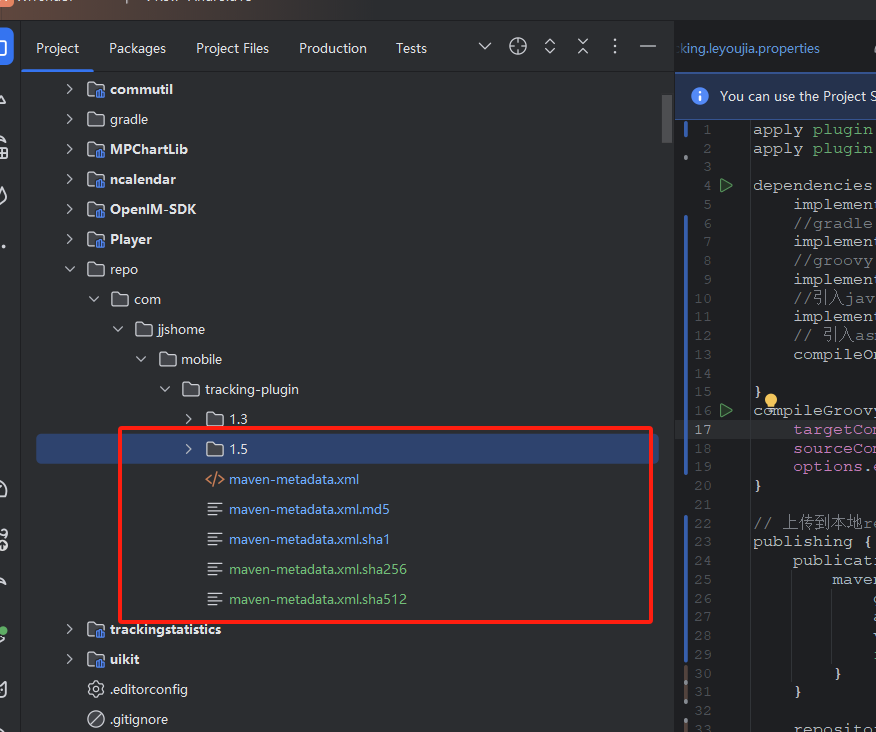 Project Packages Project Files Production Tests
commutil
gradle
MPChartLib
ncalendar
OpenIM-SDK
Player
repo
com
jjshome
mobile
tracking-plugin
1.3
1.5
maven-metadata.xml
maven-metadata.xml.md5
maven-metadata.xml.sha1
maven-metadata.xml.sha256
maven-metadata.xml.sha512
trackingstatistics
uikit
.editorconfig
.gitignore
king.leyoujia.properties
You can use the Project S
1 apply plugin
2 apply plugin
3
4 dependencies
5 implement
6 //gradle
7 implement
8 //groovy
9 implement
10 //引入jav
11 implement
12 // 引入as
13 compileOn
14
15 }
16 compileGroovy
17 targetCom
18 sourceCom
19 options.e
20 }
21
22 // 上传到本地re
23 publishing {
24 publicati
25 maven
26
27
28
29
30 }
31 }
32
33 reposito